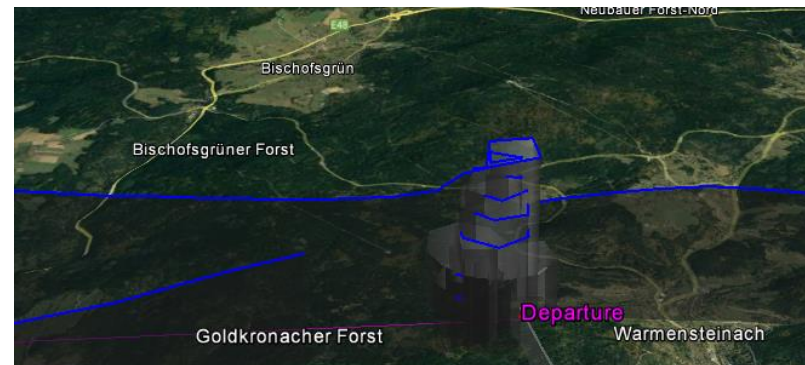 Neubauer Forst-Nord
E48
Bischofsgrün
Bischofsgrüner Forst
Departure
Goldkronacher Forst
Warmensteinach